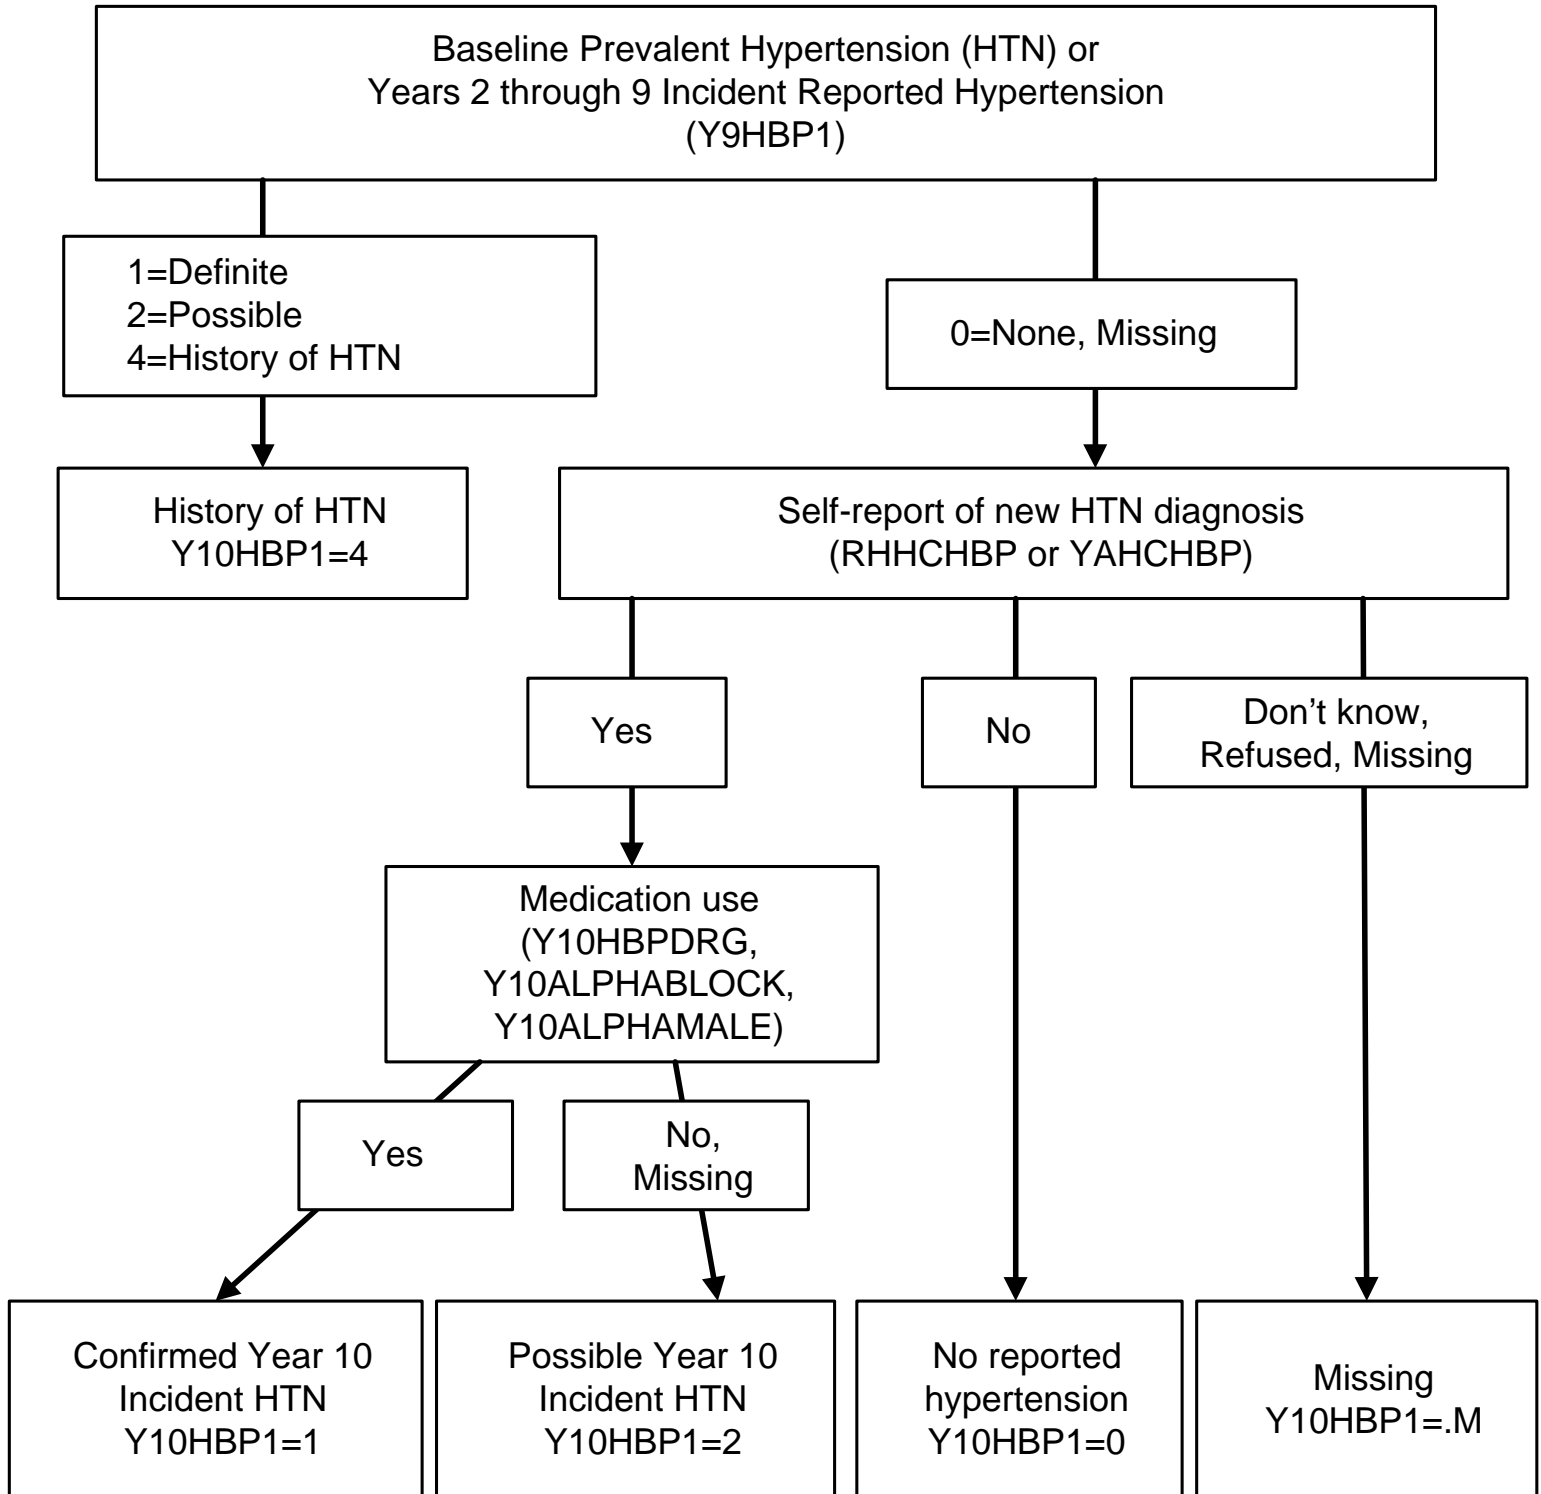 Baseline Prevalent Hypertension (HTN) or
Years 2 through 9 Incident Reported Hypertension
(Y9HBP1)
1=Definite
2=Possible
4=History of HTN
0=None, Missing
History of HTN
Y10HBP1=4
Self-report of new HTN diagnosis
(RHHCHBP or YAHCHBP)
Yes
No
Don't know,
Refused, Missing
Medication use
(Y10HBPDRG,
Y10ALPHABLOCK,
Y10ALPHAMALE)
Yes
No,
Missing
Confirmed Year 10
Incident HTN
Y10HBP1=1
Possible Year 10
Incident HTN
Y10HBP1=2
No reported
hypertension
Y10HBP1=0
Missing
Y10HBP1=.M